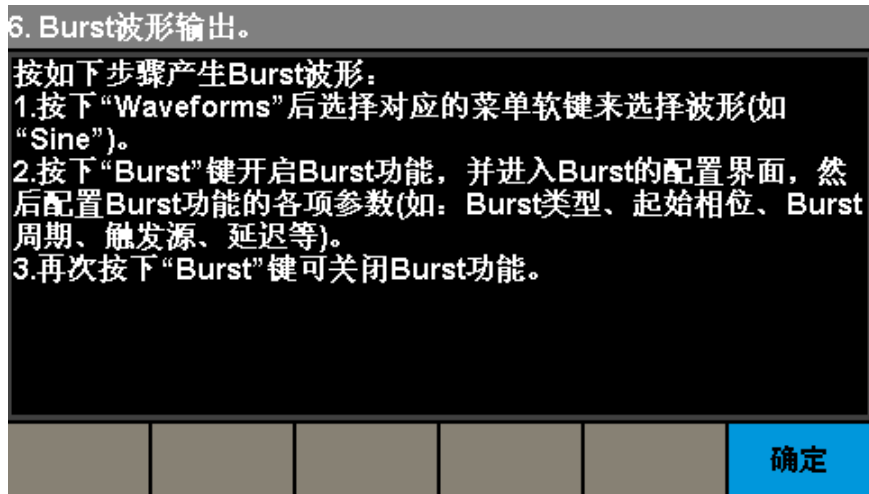 6. Burst波形输出。
按如下步骤产生Burst波形：
1.按下“Waveforms”后选择对应的菜单软键来选择波形(如
“Sine”)。
2.按下“Burst”键开启Burst功能，并进入Burst的配置界面，然
后配置Burst功能的各项参数(如：Burst类型、起始相位、Burst
周期、触发源、延迟等)。
3.再次按下“Burst”键可关闭Burst功能。
确定